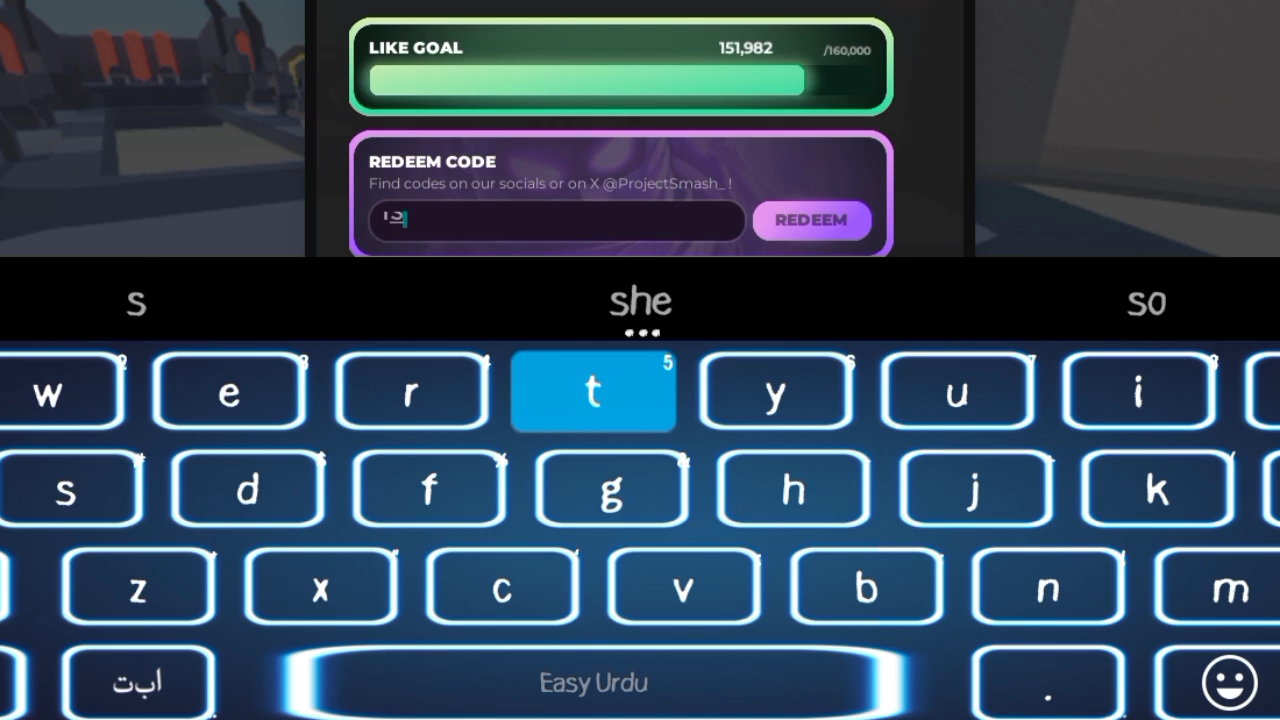 LIKE GOAL 151,982 /160,000
REDEEM CODE
Find codes on our socials or on X @ProjectSmash_ !
REDEEM
s she so
w e r t 5 y u i
s d f g h j k
z x c v b n m
ابت Easy Urdu .